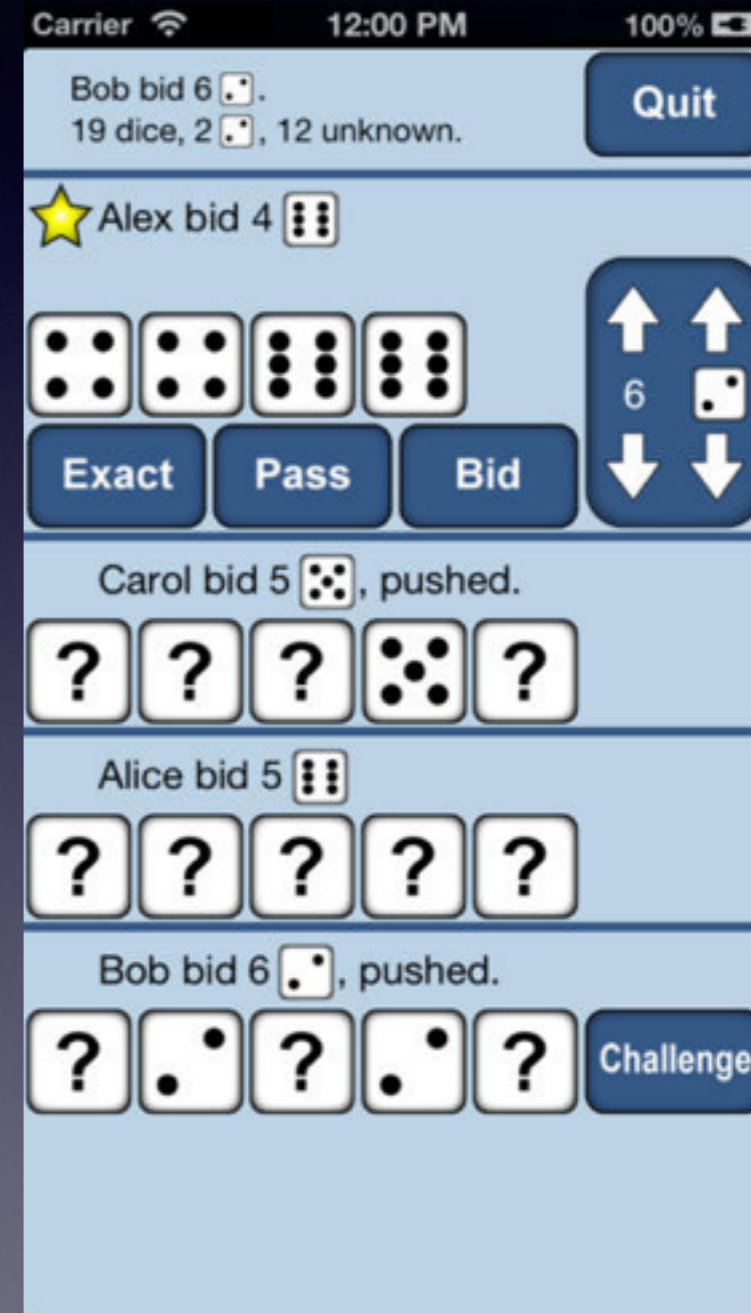 Carrier 12:00 PM 100%
Bob bid 6 .
19 dice, 2 , 12 unknown.
Quit
Alex bid 4
6
Exact Pass Bid
Carol bid 5 , pushed.
? ? ? ?
Alice bid 5
? ? ? ? ?
Bob bid 6 , pushed.
? ? ?
Challenge